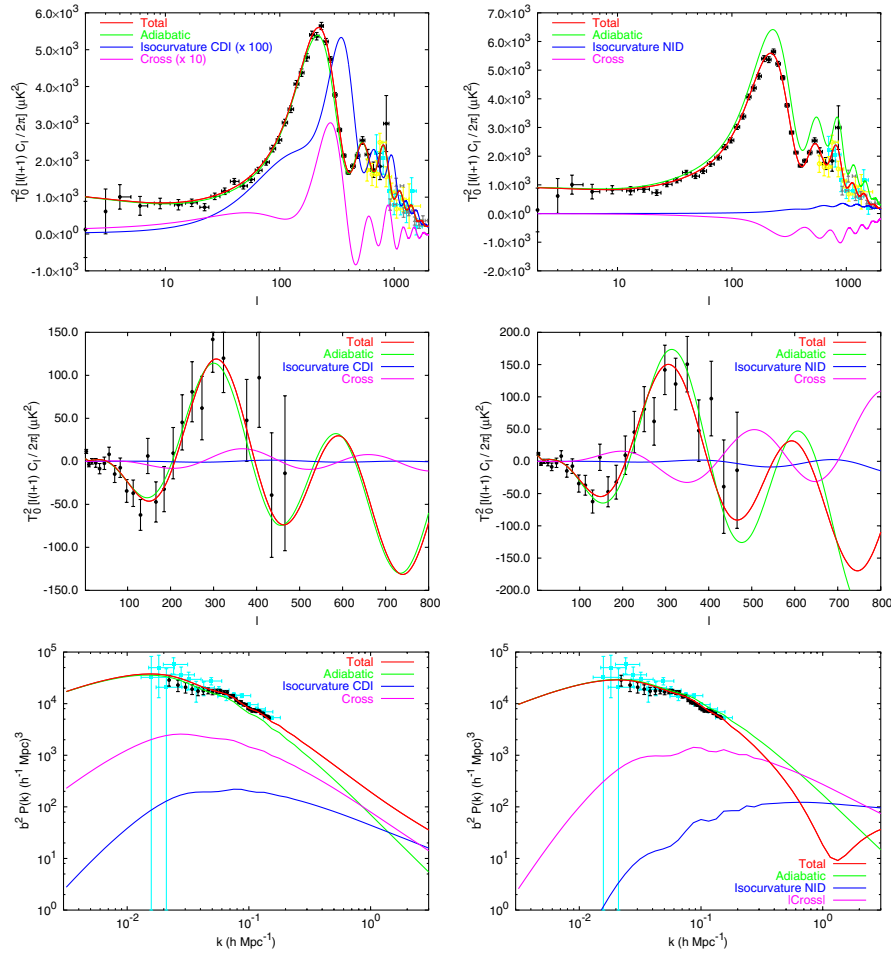 6.0×10³
5.0×10³
4.0×10³
3.0×10³
2.0×10³
1.0×10³
0.0×10⁰
-1.0×10³
T₀² [l(l+1) Cₗ / 2π] (μK²)
Total
Adiabatic
Isocurvature CDI (x 100)
Cross (x 10)
10 100 1000
l
7.0×10³
6.0×10³
5.0×10³
4.0×10³
3.0×10³
2.0×10³
1.0×10³
0.0×10⁰
-1.0×10³
-2.0×10³
T₀² [l(l+1) Cₗ / 2π] (μK²)
Total
Adiabatic
Isocurvature NID
Cross
10 100 1000
l
150.0
100.0
50.0
0.0
-50.0
-100.0
-150.0
T₀² [l(l+1) Cₗ / 2π] (μK²)
Total
Adiabatic
Isocurvature CDI
Cross
100 200 300 400 500 600 700 800
l
200.0
150.0
100.0
50.0
0.0
-50.0
-100.0
-150.0
-200.0
T₀² [l(l+1) Cₗ / 2π] (μK²)
Total
Adiabatic
Isocurvature NID
Cross
100 200 300 400 500 600 700 800
l
10⁵
10⁴
10³
10²
10¹
10⁰
b² P(k) (h⁻¹ Mpc)³
Total
Adiabatic
Isocurvature CDI
Cross
10⁻² 10⁻¹ 10⁰
k (h Mpc⁻¹)
10⁵
10⁴
10³
10²
10¹
10⁰
b² P(k) (h⁻¹ Mpc)³
Total
Adiabatic
Isocurvature NID
|Cross|
10⁻² 10⁻¹ 10⁰
k (h Mpc⁻¹)